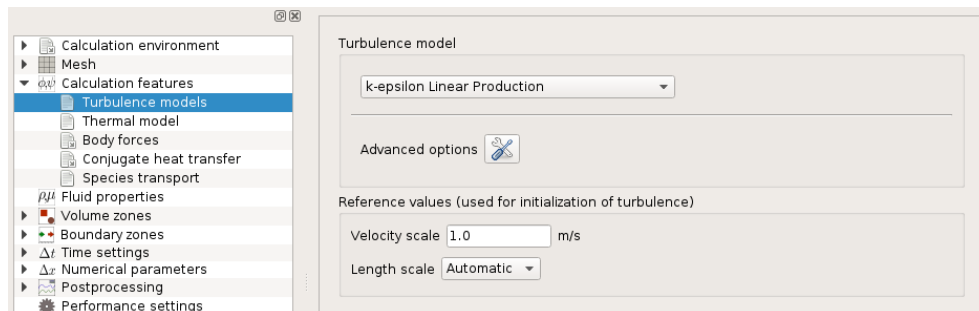 Calculation environment
Mesh
Calculation features
Turbulence models
Thermal model
Body forces
Conjugate heat transfer
Species transport
ρ,μ Fluid properties
Volume zones
Boundary zones
Δt Time settings
Δx Numerical parameters
Postprocessing
Performance settings
Turbulence model
k-epsilon Linear Production
Advanced options
Reference values (used for initialization of turbulence)
Velocity scale 1.0 m/s
Length scale Automatic